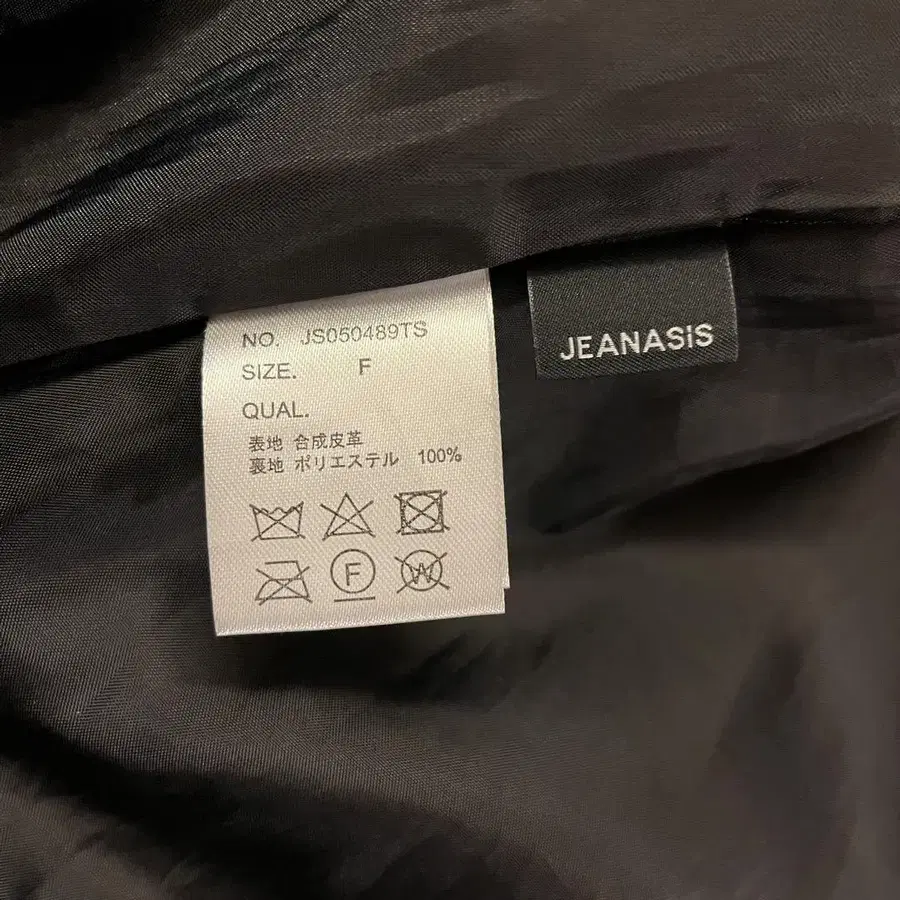 NO. JS050489TS
SIZE. F
QUAL.
表地 合成皮革
裏地 ポリエステル 100%
F
W
JEANASiS